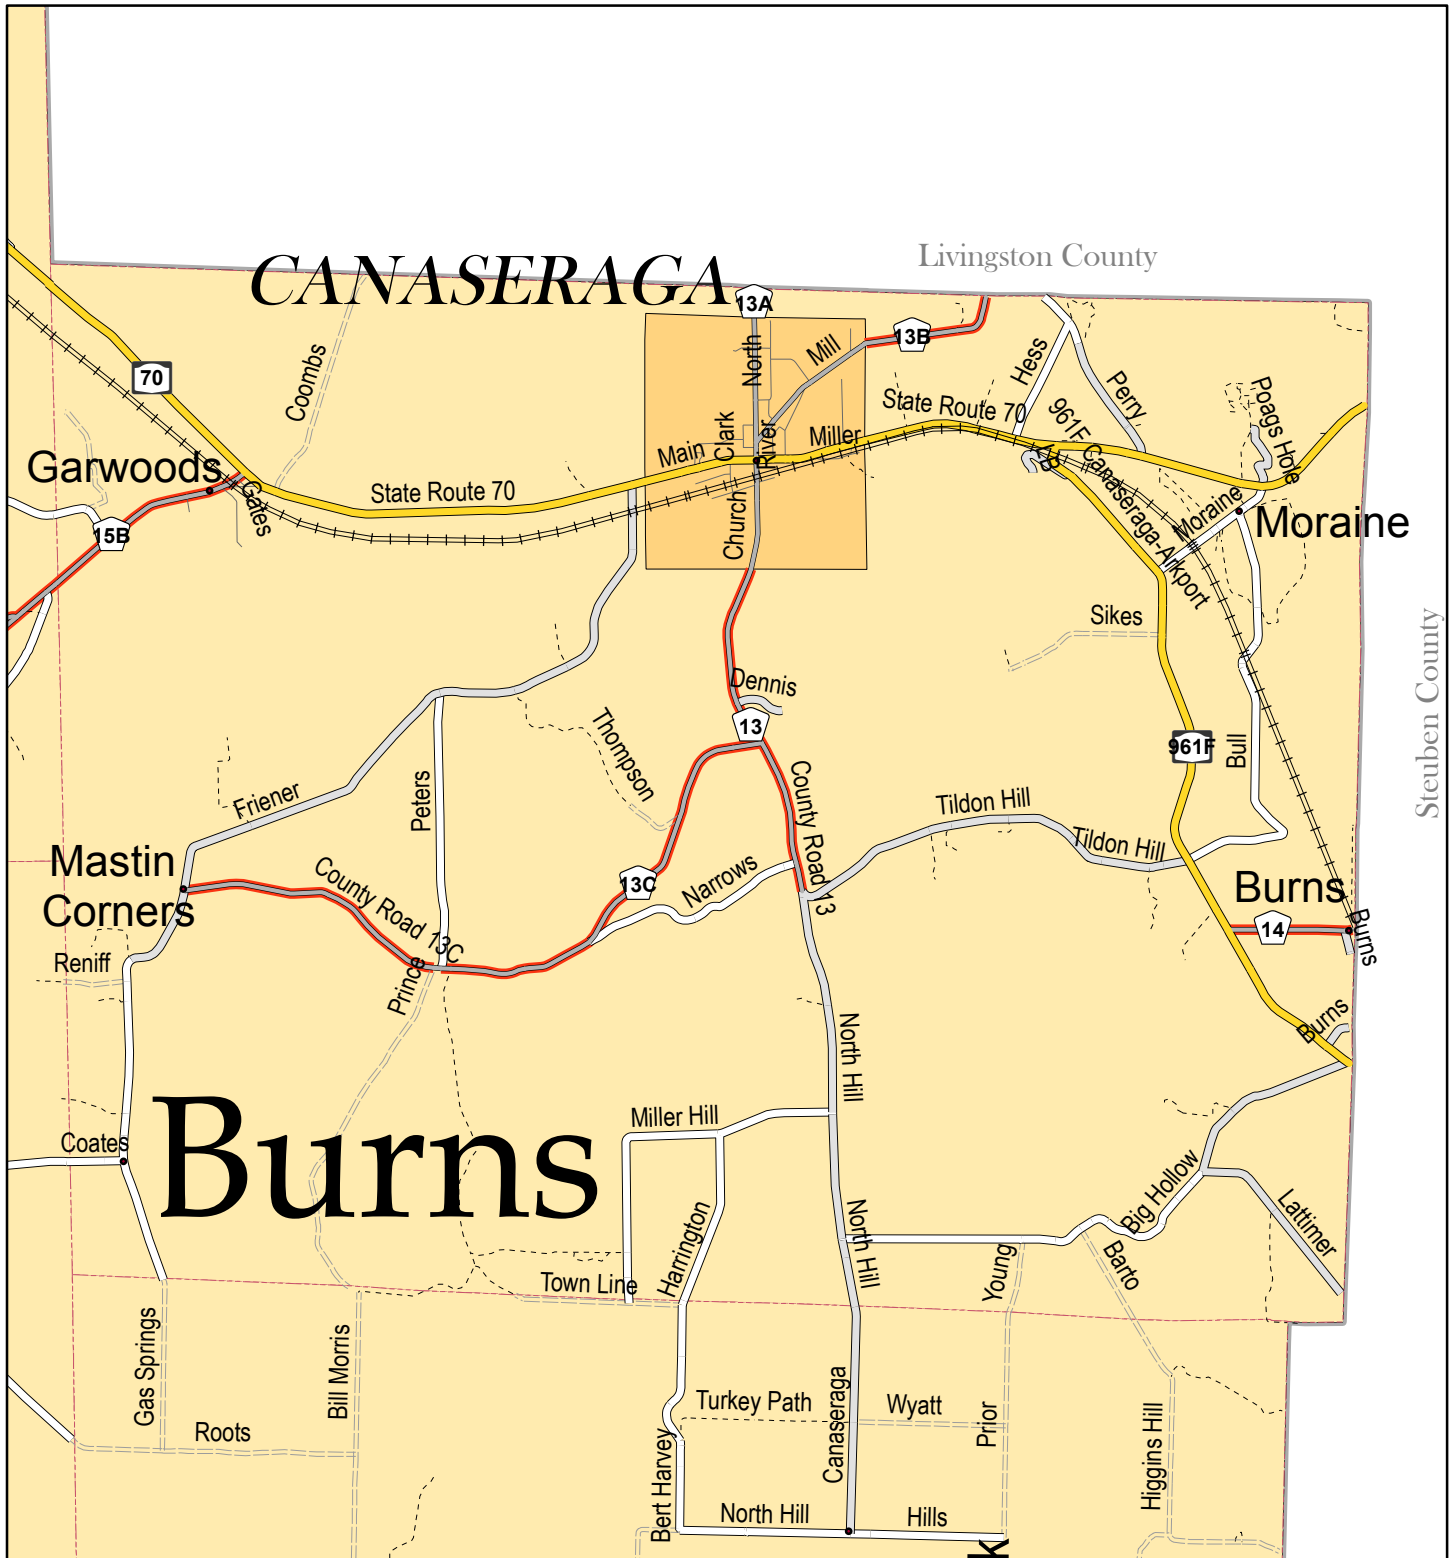 Livingston County
CANASERAGA
13A
13B
North
Mill
Hess
Perry
Coombs
70
Poags Hole
State Route 70
961F Canaseraga-Arkport
Clark
River
Miller
Main
Garwoods
Gates
State Route 70
Church
Moraine
Moraine
15B
Sikes
Steuben County
Dennis
13
Thompson
961F
Bull
Friener
Peters
County Road 13
Tildon Hill
Tildon Hill
Mastin
Corners
County Road 13C
13C
Narrows
Burns
14
Burns
Reniff
Prince
Burns
North Hill
Miller Hill
Coates
Burns
Big Hollow
Lattimer
Harrington
North Hill
Young
Barto
Town Line
Gas Springs
Bill Morris
Turkey Path
Canaseraga
Wyatt
Prior
Higgins Hill
Roots
Bert Harvey
North Hill
Hills
k